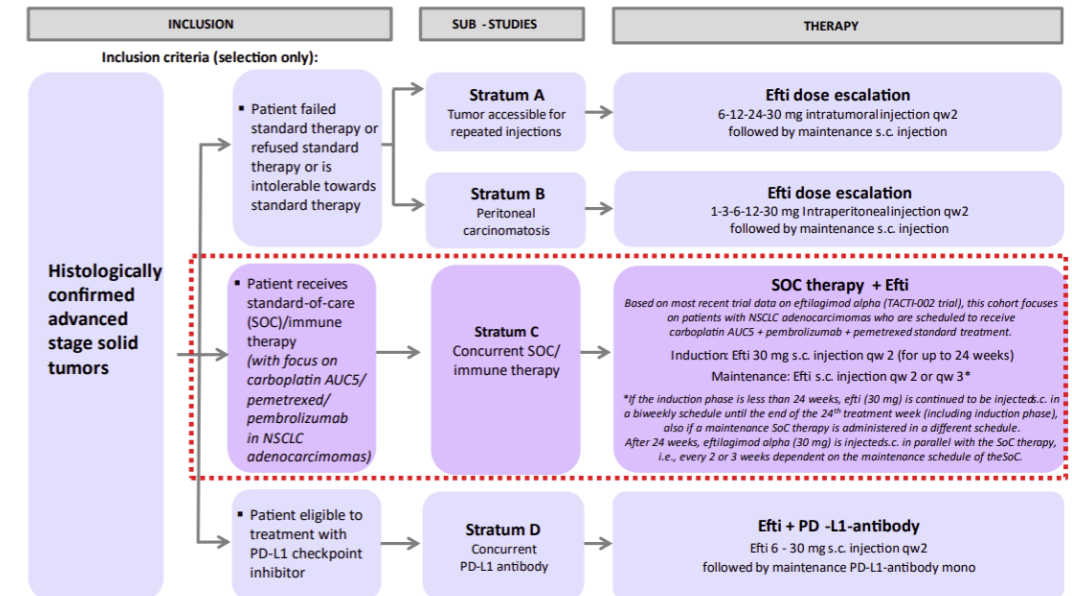 INCLUSION
SUB - STUDIES
THERAPY
Inclusion criteria (selection only):
Histologically
confirmed
advanced
stage solid
tumors
▪ Patient failed
standard therapy or
refused standard
therapy or is
intolerable towards
standard therapy
Stratum A
Tumor accessible for
repeated injections
Efti dose escalation
6-12-24-30 mg intratumoral injection qw2
followed by maintenance s.c. injection
Stratum B
Peritoneal
carcinomatosis
Efti dose escalation
1-3-6-12-30 mg Intraperitoneal injection qw2
followed by maintenance s.c. injection
▪ Patient receives
standard-of-care
(SOC)/immune
therapy
(with focus on
carboplatin AUC5/
pemetrexed/
pembrolizumab
in NSCLC
adenocarcimomas)
Stratum C
Concurrent SOC/
immune therapy
SOC therapy + Efti
Based on most recent trial data on eftilagimod alpha (TACTI-002 trial), this cohort focuses
on patients with NSCLC adenocarcimomas who are scheduled to receive
carboplatin AUC5 + pembrolizumab + pemetrexed standard treatment.
Induction: Efti 30 mg s.c. injection qw 2 (for up to 24 weeks)
Maintenance: Efti s.c. injection qw 2 or qw 3*
*If the induction phase is less than 24 weeks, efti (30 mg) is continued to be injecteds.c. in
a biweekly schedule until the end of the 24th treatment week (including induction phase),
also if a maintenance SoC therapy is administered in a different schedule.
After 24 weeks, eftilagimod alpha (30 mg) is injecteds.c. in parallel with the SoC therapy,
i.e., every 2 or 3 weeks dependent on the maintenance schedule of theSoC.
▪ Patient eligible to
treatment with
PD-L1 checkpoint
inhibitor
Stratum D
Concurrent
PD-L1 antibody
Efti + PD -L1-antibody
Efti 6 - 30 mg s.c. injection qw2
followed by maintenance PD-L1-antibody mono